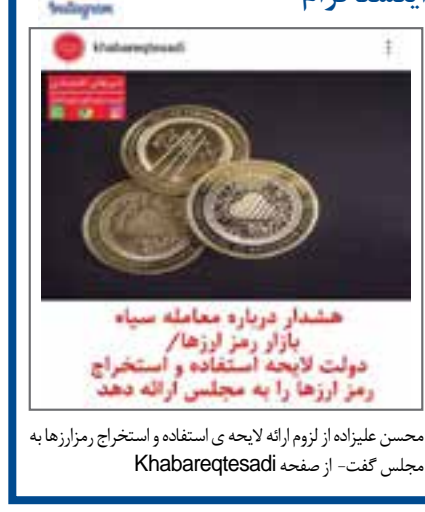 اینستاگرام
Instagram
khabareqtesadi
هشدار درباره معامله سیاه
بازار رمز ارزها/
دولت لایحه استفاده و استخراج
رمز ارزها را به مجلس ارائه دهد
محسن علیزاده از لزوم ارائه لایحه ی استفاده و استخراج رمزارزها به
مجلس گفت- از صفحه Khabareqtesadi